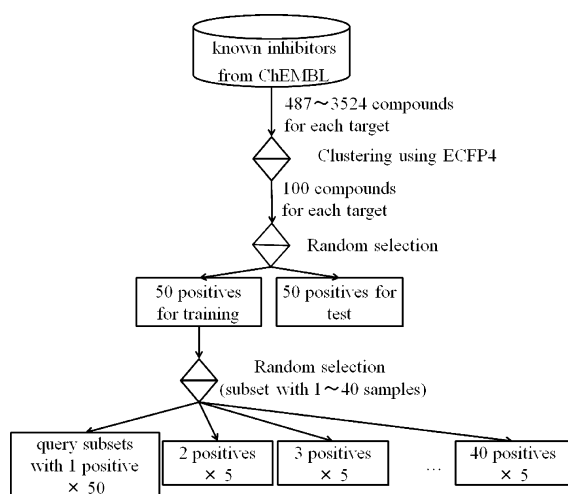 known inhibitors
from ChEMBL
487～3524 compounds
for each target
Clustering using ECFP4
100 compounds
for each target
Random selection
50 positives
for training
50 positives for
test
Random selection
(subset with 1～40 samples)
query subsets
with 1 positive
× 50
2 positives
× 5
3 positives
× 5
...
40 positives
× 5